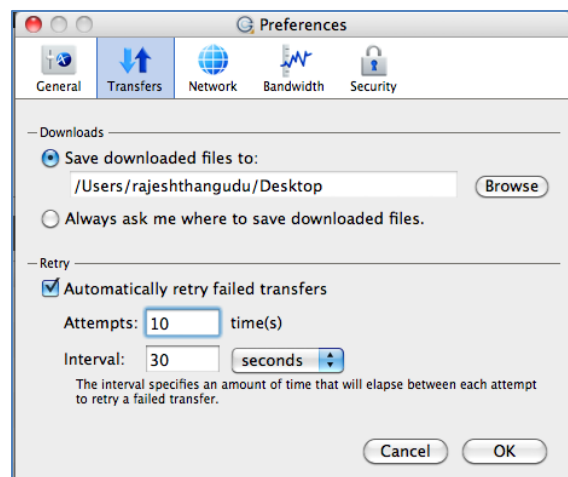 Preferences
General Transfers Network Bandwidth Security
Downloads
Save downloaded files to:
/Users/rajeshthangudu/Desktop Browse
Always ask me where to save downloaded files.
Retry
Automatically retry failed transfers
Attempts: 10 time(s)
Interval: 30 seconds
The interval specifies an amount of time that will elapse between each attempt
to retry a failed transfer.
Cancel OK